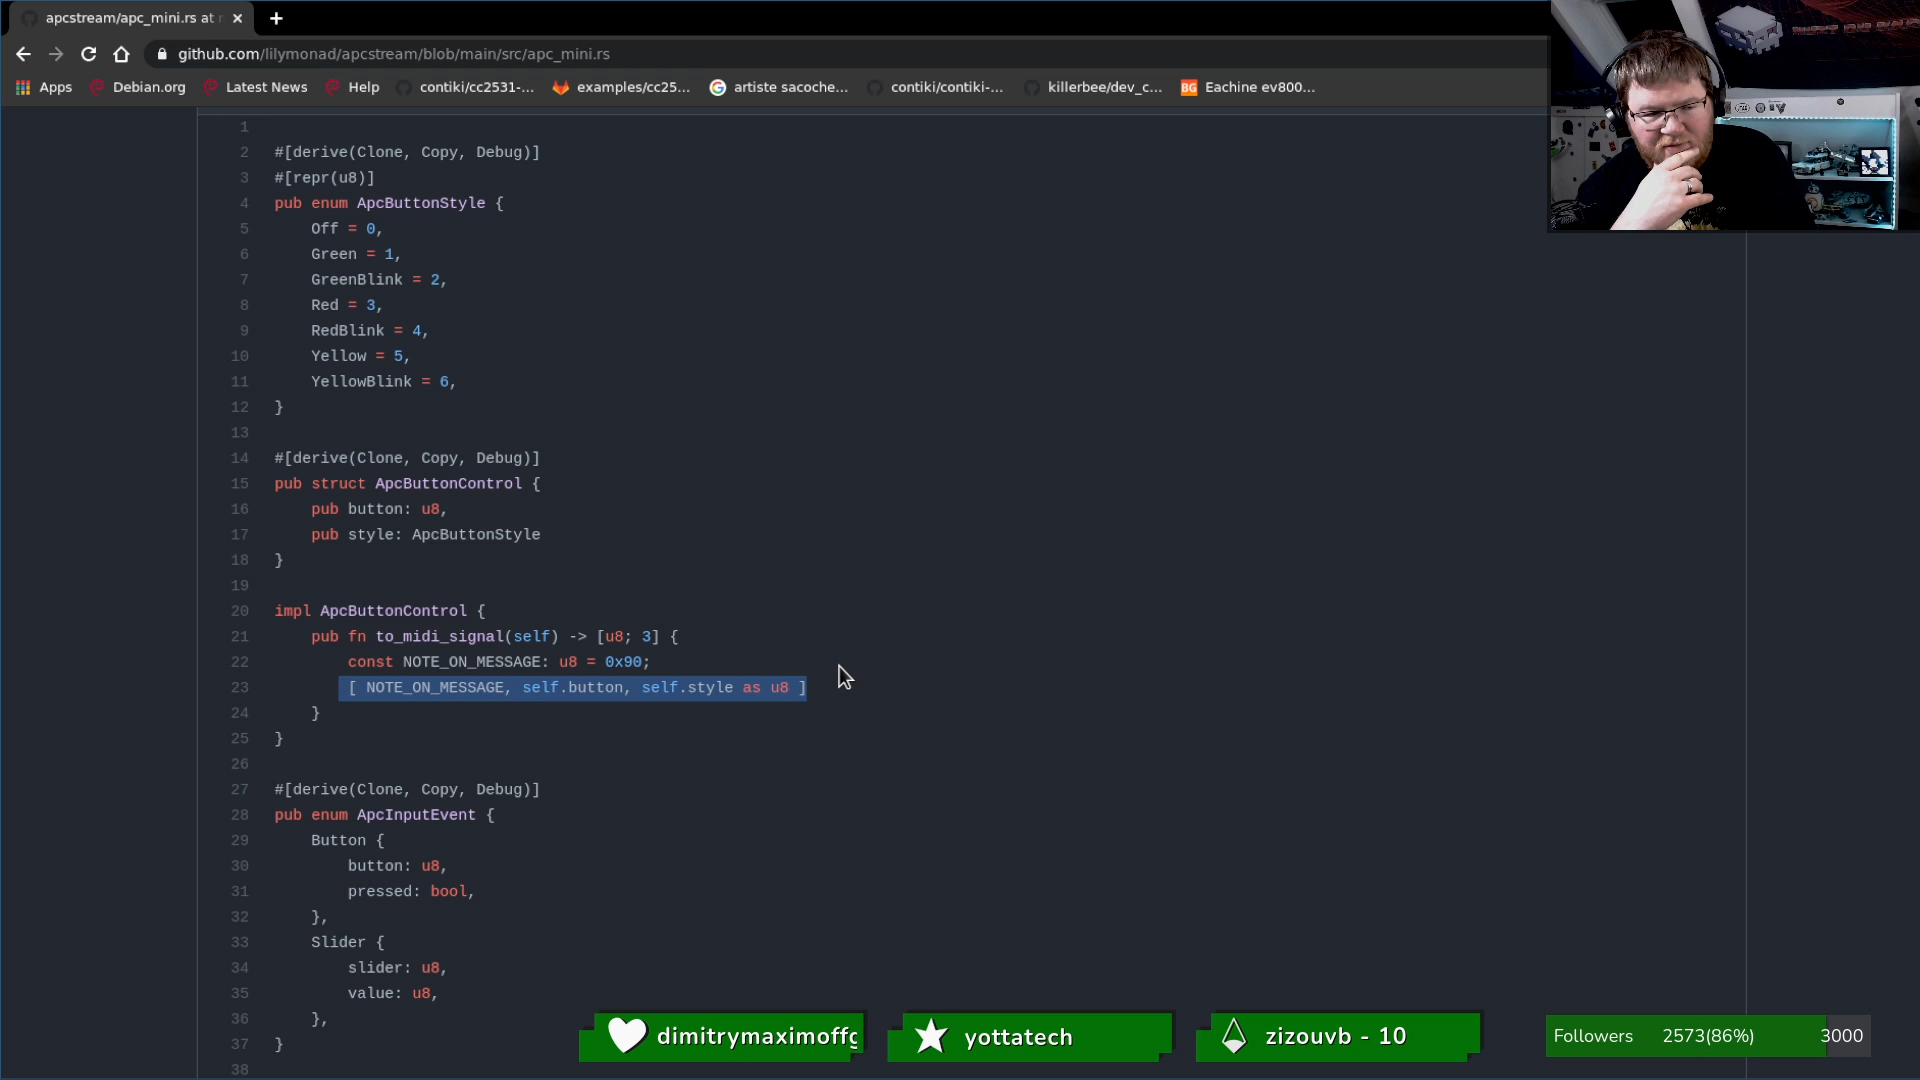 apcstream/apc_mini.rs at
github.com/lilymonad/apcstream/blob/main/src/apc_mini.rs
Apps
Debian.org
Latest News
Help
contiki/cc2531-...
examples/cc25...
artiste sacoche...
contiki/contiki-...
killerbee/dev_c...
BG
Eachine ev800...
1
2 #[derive(Clone, Copy, Debug)]
3 #[repr(u8)]
4 pub enum ApcButtonStyle {
5 Off = 0,
6 Green = 1,
7 GreenBlink = 2,
8 Red = 3,
9 RedBlink = 4,
10 Yellow = 5,
11 YellowBlink = 6,
12 }
13
14 #[derive(Clone, Copy, Debug)]
15 pub struct ApcButtonControl {
16 pub button: u8,
17 pub style: ApcButtonStyle
18 }
19
20 impl ApcButtonControl {
21 pub fn to_midi_signal(self) -> [u8; 3] {
22 const NOTE_ON_MESSAGE: u8 = 0x90;
23 [ NOTE_ON_MESSAGE, self.button, self.style as u8 ]
24 }
25 }
26
27 #[derive(Clone, Copy, Debug)]
28 pub enum ApcInputEvent {
29 Button {
30 button: u8,
31 pressed: bool,
32 },
33 Slider {
34 slider: u8,
35 value: u8,
36 },
37 }
38
dimitrymaximoff
yottatech
zizouvb - 10
Followers 2573(86%) 3000